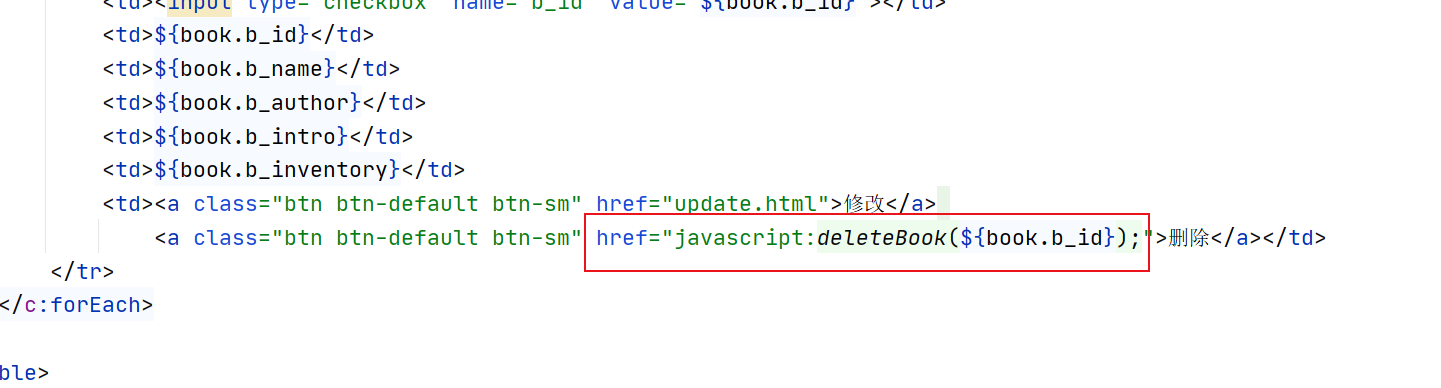 <td><input type="checkbox" name="b_id" value="${book.b_id}"></td>
<td>${book.b_id}</td>
<td>${book.b_name}</td>
<td>${book.b_author}</td>
<td>${book.b_intro}</td>
<td>${book.b_inventory}</td>
<td><a class="btn btn-default btn-sm" href="update.html">修改</a>
<a class="btn btn-default btn-sm" href="javascript:deleteBook(${book.b_id});">删除</a></td>
</tr>
</c:forEach>
ble>